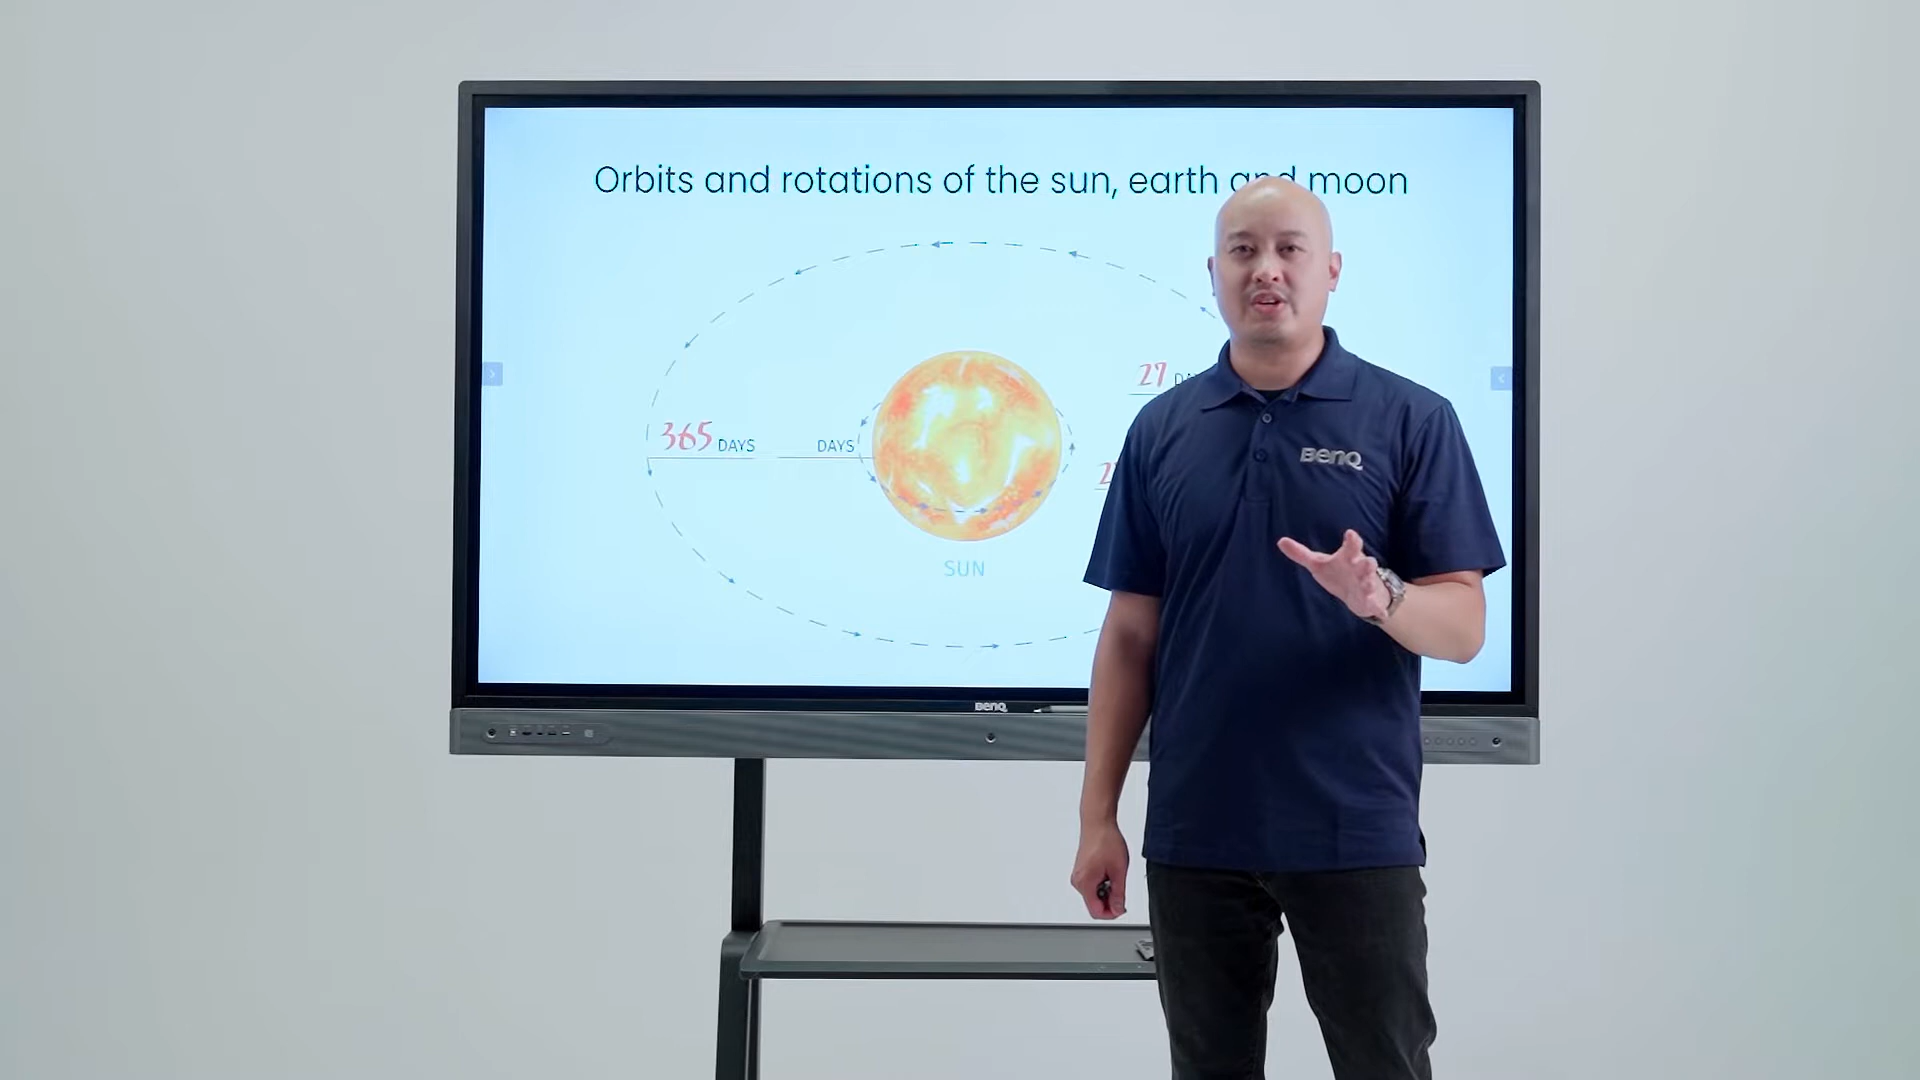 Orbits and rotations of the sun, earth and moon
27
365 DAYS DAYS
BenQ
SUN
BenQ